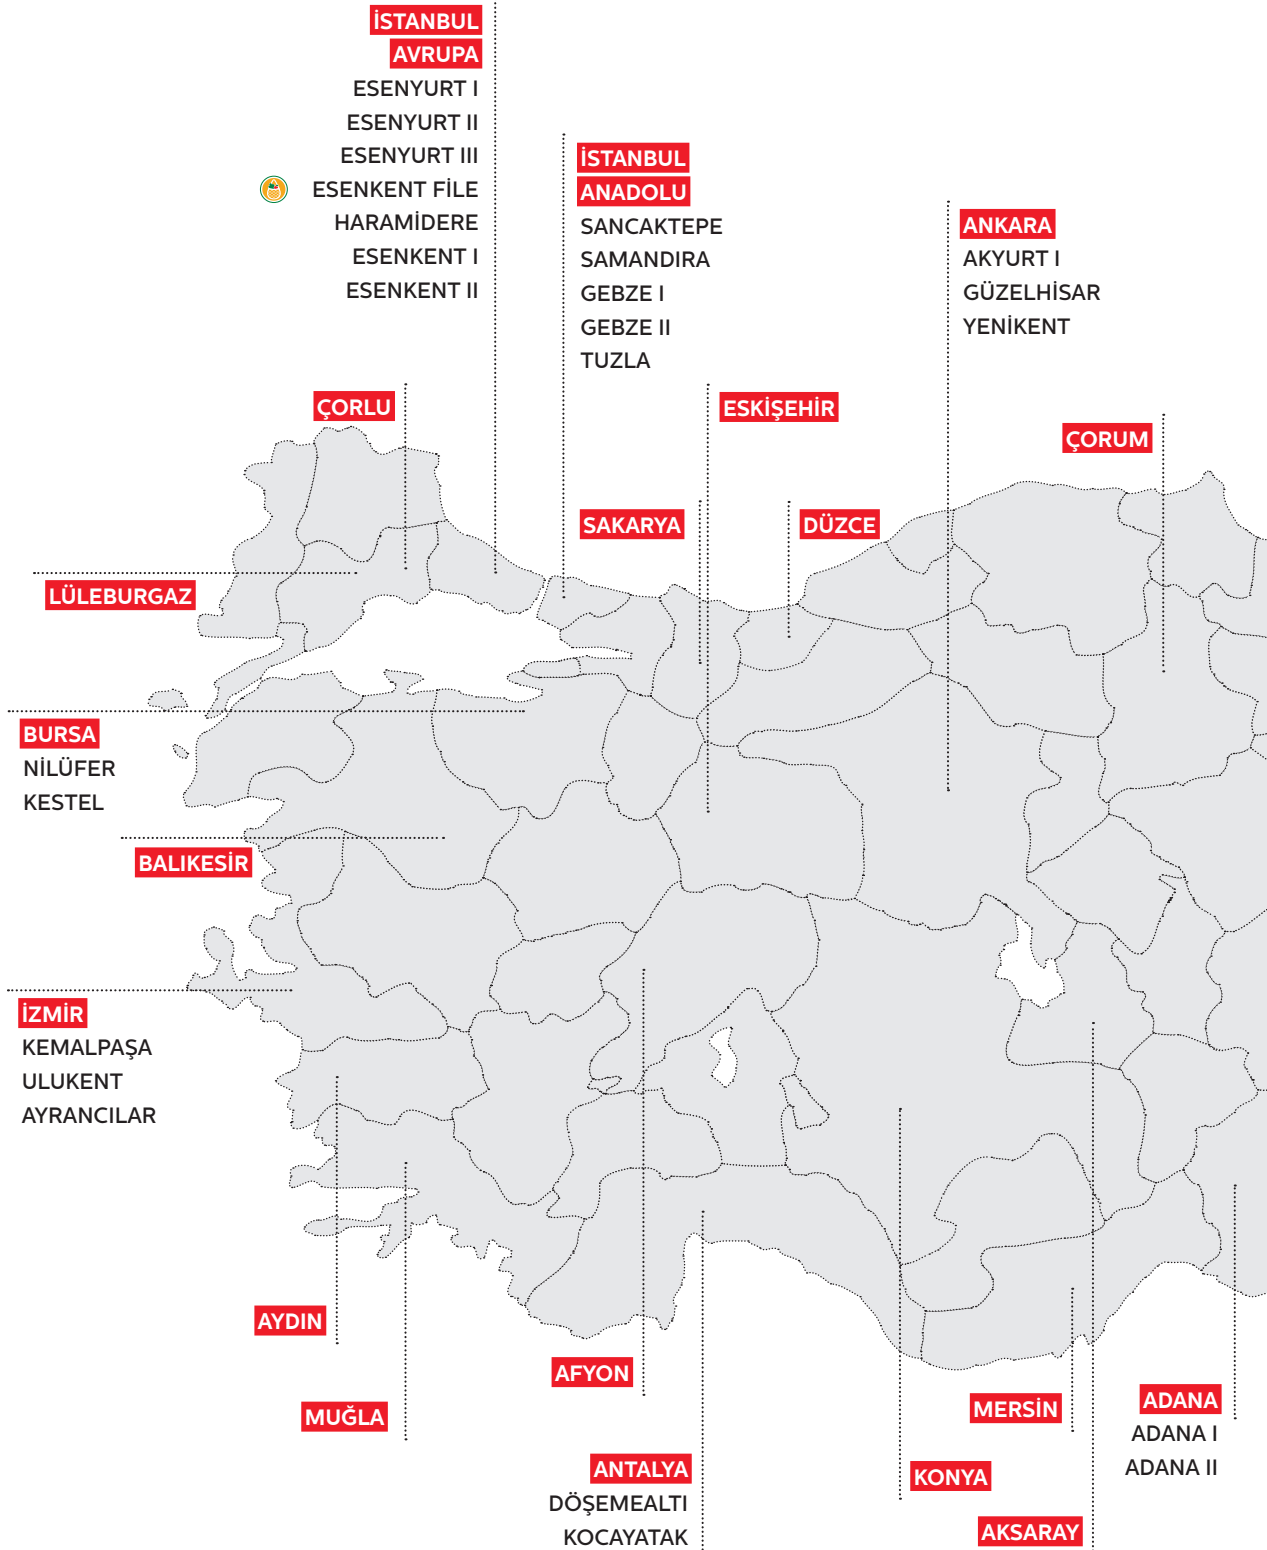 İSTANBUL
AVRUPA
ESENYURT I
ESENYURT II
ESENYURT III
ESENKENT FİLE
HARAMİDERE
ESENKENT I
ESENKENT II
İSTANBUL
ANADOLU
SANCAKTEPE
SAMANDIRA
GEBZE I
GEBZE II
TUZLA
ANKARA
AKYURT I
GÜZELHİSAR
YENİKENT
ÇORLU
ESKİŞEHİR
ÇORUM
SAKARYA
DÜZCE
LÜLEBURGAZ
BURSA
NİLÜFER
KESTEL
BALIKESİR
İZMİR
KEMALPAŞA
ULUKENT
AYRANCILAR
AYDIN
MUĞLA
AFYON
ANTALYA
DÖŞEMEALTI
KOCAYATAK
KONYA
MERSİN
AKSARAY
ADANA
ADANA I
ADANA II